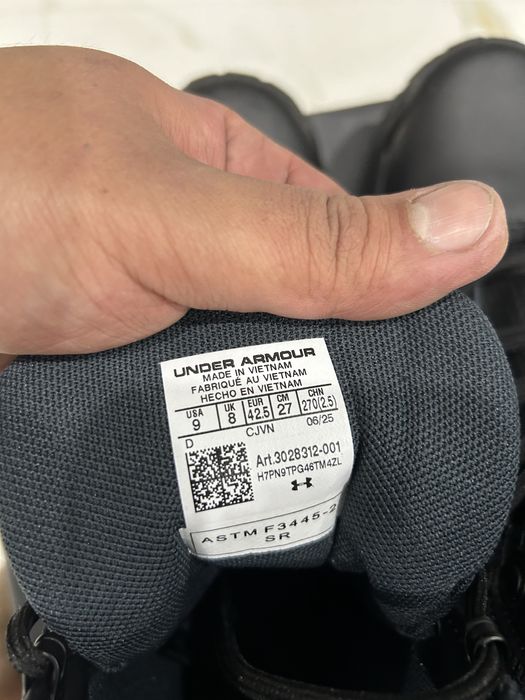 UNDER ARMOUR
MADE IN VIETNAM
FABRIQUÉ AU VIETNAM
HECHO EN VIETNAM
USA UK EUR CM CHN
9 8 42.5 27 270(2.5)
D CJVN 06/25
Art.3028312-001
H7PN9TPG46TM4ZL
ASTM F3445-2
SR